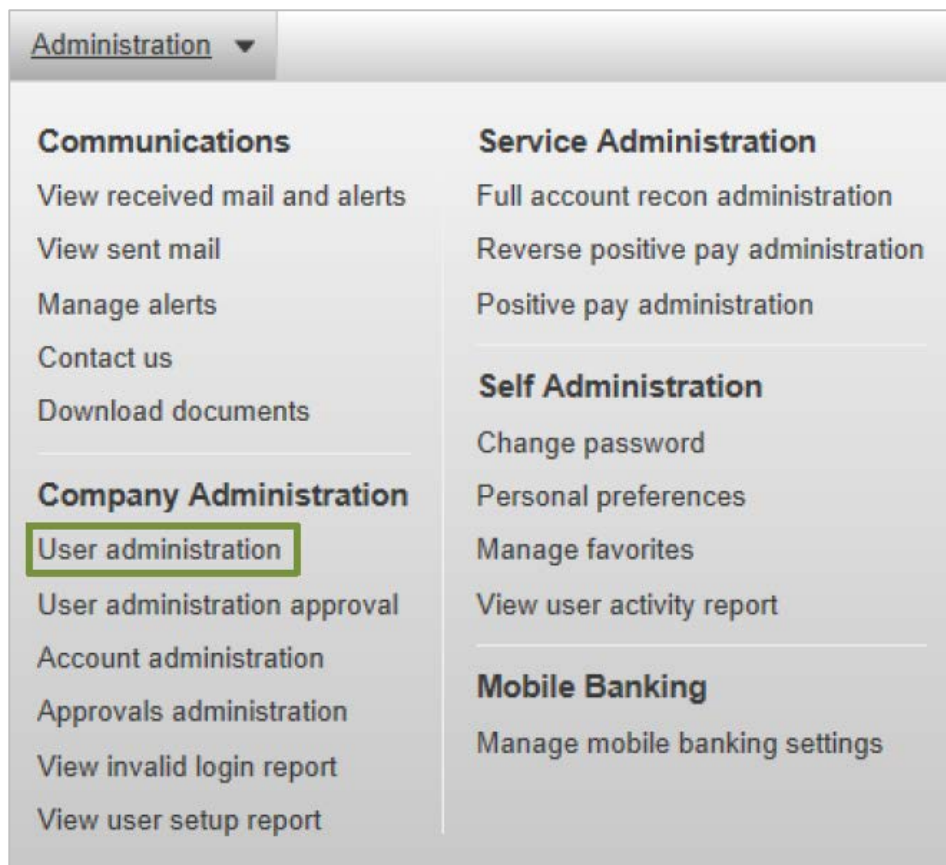 Administration
Communications
View received mail and alerts
View sent mail
Manage alerts
Contact us
Download documents
Company Administration
User administration
User administration approval
Account administration
Approvals administration
View invalid login report
View user setup report
Service Administration
Full account recon administration
Reverse positive pay administration
Positive pay administration
Self Administration
Change password
Personal preferences
Manage favorites
View user activity report
Mobile Banking
Manage mobile banking settings